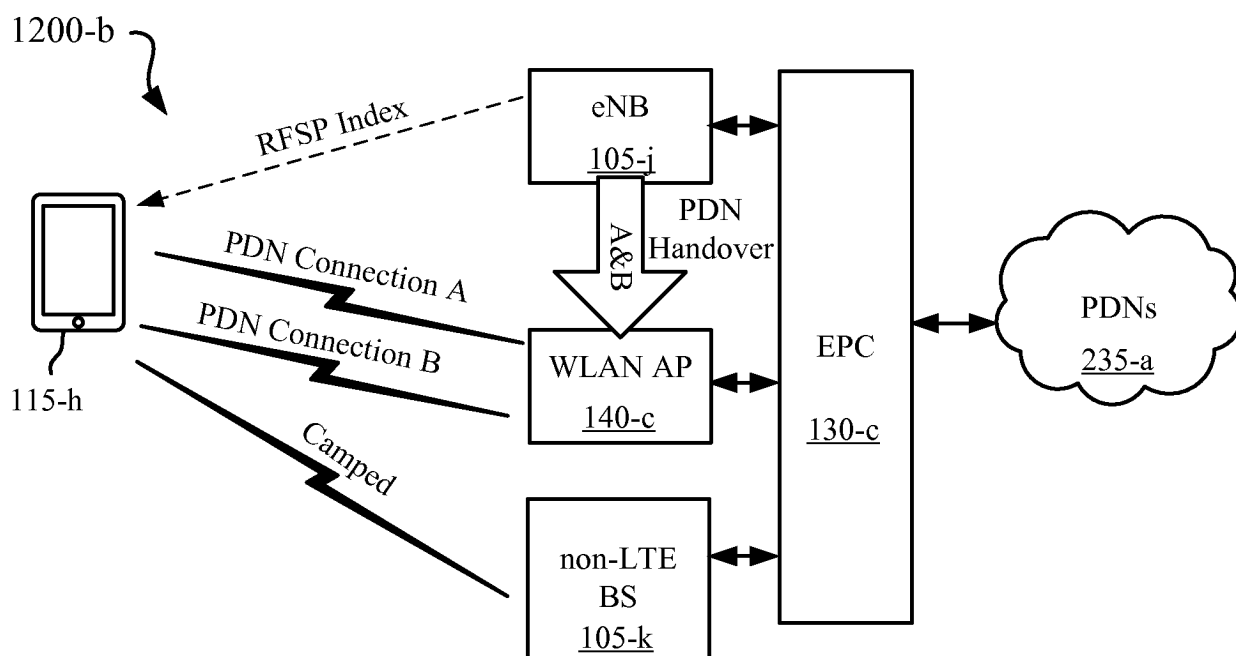 1200-b
RFSP Index
eNB
105-j
PDN
Handover
A&B
PDN Connection A
PDN Connection B
115-h
Camped
WLAN AP
140-c
non-LTE
BS
105-k
EPC
130-c
PDNs
235-a